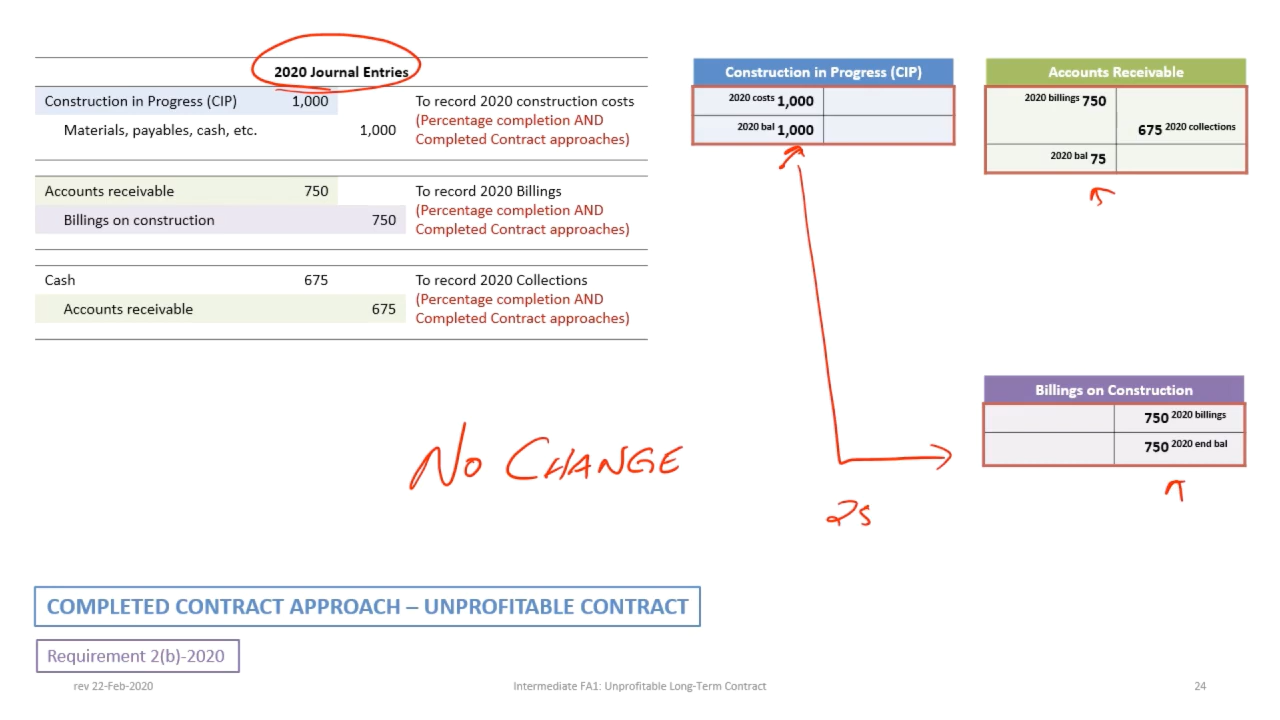 2020 Journal Entries
Construction in Progress (CIP) 1,000 To record 2020 construction costs
(Percentage completion AND
Materials, payables, cash, etc. 1,000 Completed Contract approaches)
Accounts receivable 750 To record 2020 Billings
(Percentage completion AND
Billings on construction 750 Completed Contract approaches)
Cash 675 To record 2020 Collections
(Percentage completion AND
Accounts receivable 675 Completed Contract approaches)
Construction in Progress (CIP)
2020 costs 1,000
2020 bal 1,000
Accounts Receivable
2020 billings 750
675 2020 collections
2020 bal 75
Billings on Construction
750 2020 billings
750 2020 end bal
NO CHANGE
COMPLETED CONTRACT APPROACH – UNPROFITABLE CONTRACT
Requirement 2(b)-2020
rev 22-Feb-2020 Intermediate FA1: Unprofitable Long-Term Contract 24